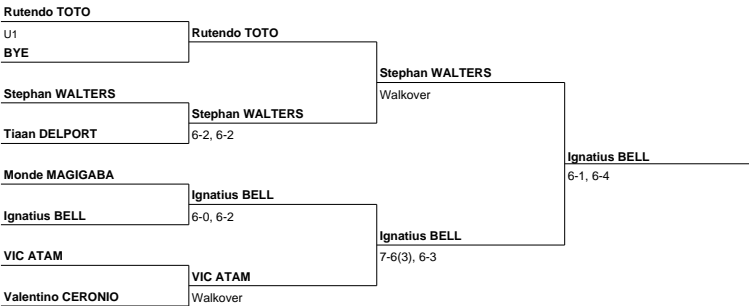 Rutendo TOTO
U1
BYE
Stephan WALTERS
Tiaan DELPORT
Monde MAGIGABA
Ignatius BELL
VIC ATAM
Valentino CERONIO
Rutendo TOTO
Stephan WALTERS
6-2, 6-2
Ignatius BELL
6-0, 6-2
VIC ATAM
Walkover
Stephan WALTERS
Walkover
Ignatius BELL
7-6(3), 6-3
Ignatius BELL
6-1, 6-4